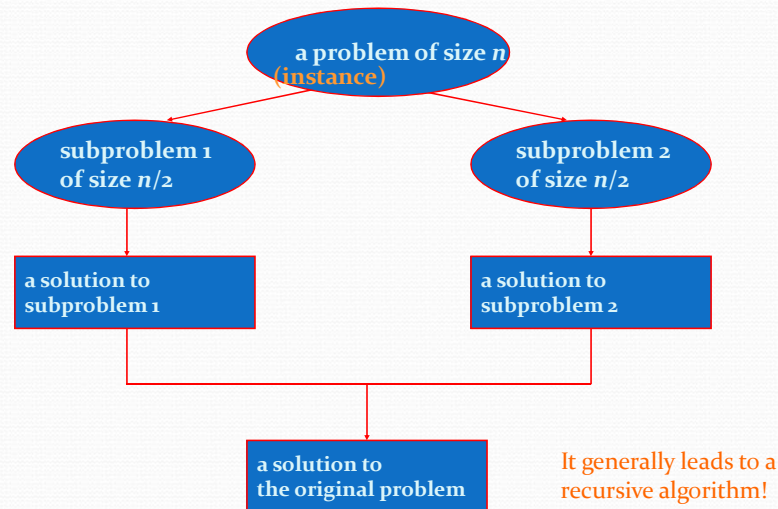 a problem of size n
(instance)
subproblem 1
of size n/2
subproblem 2
of size n/2
a solution to
subproblem 1
a solution to
subproblem 2
a solution to
the original problem
It generally leads to a
recursive algorithm!